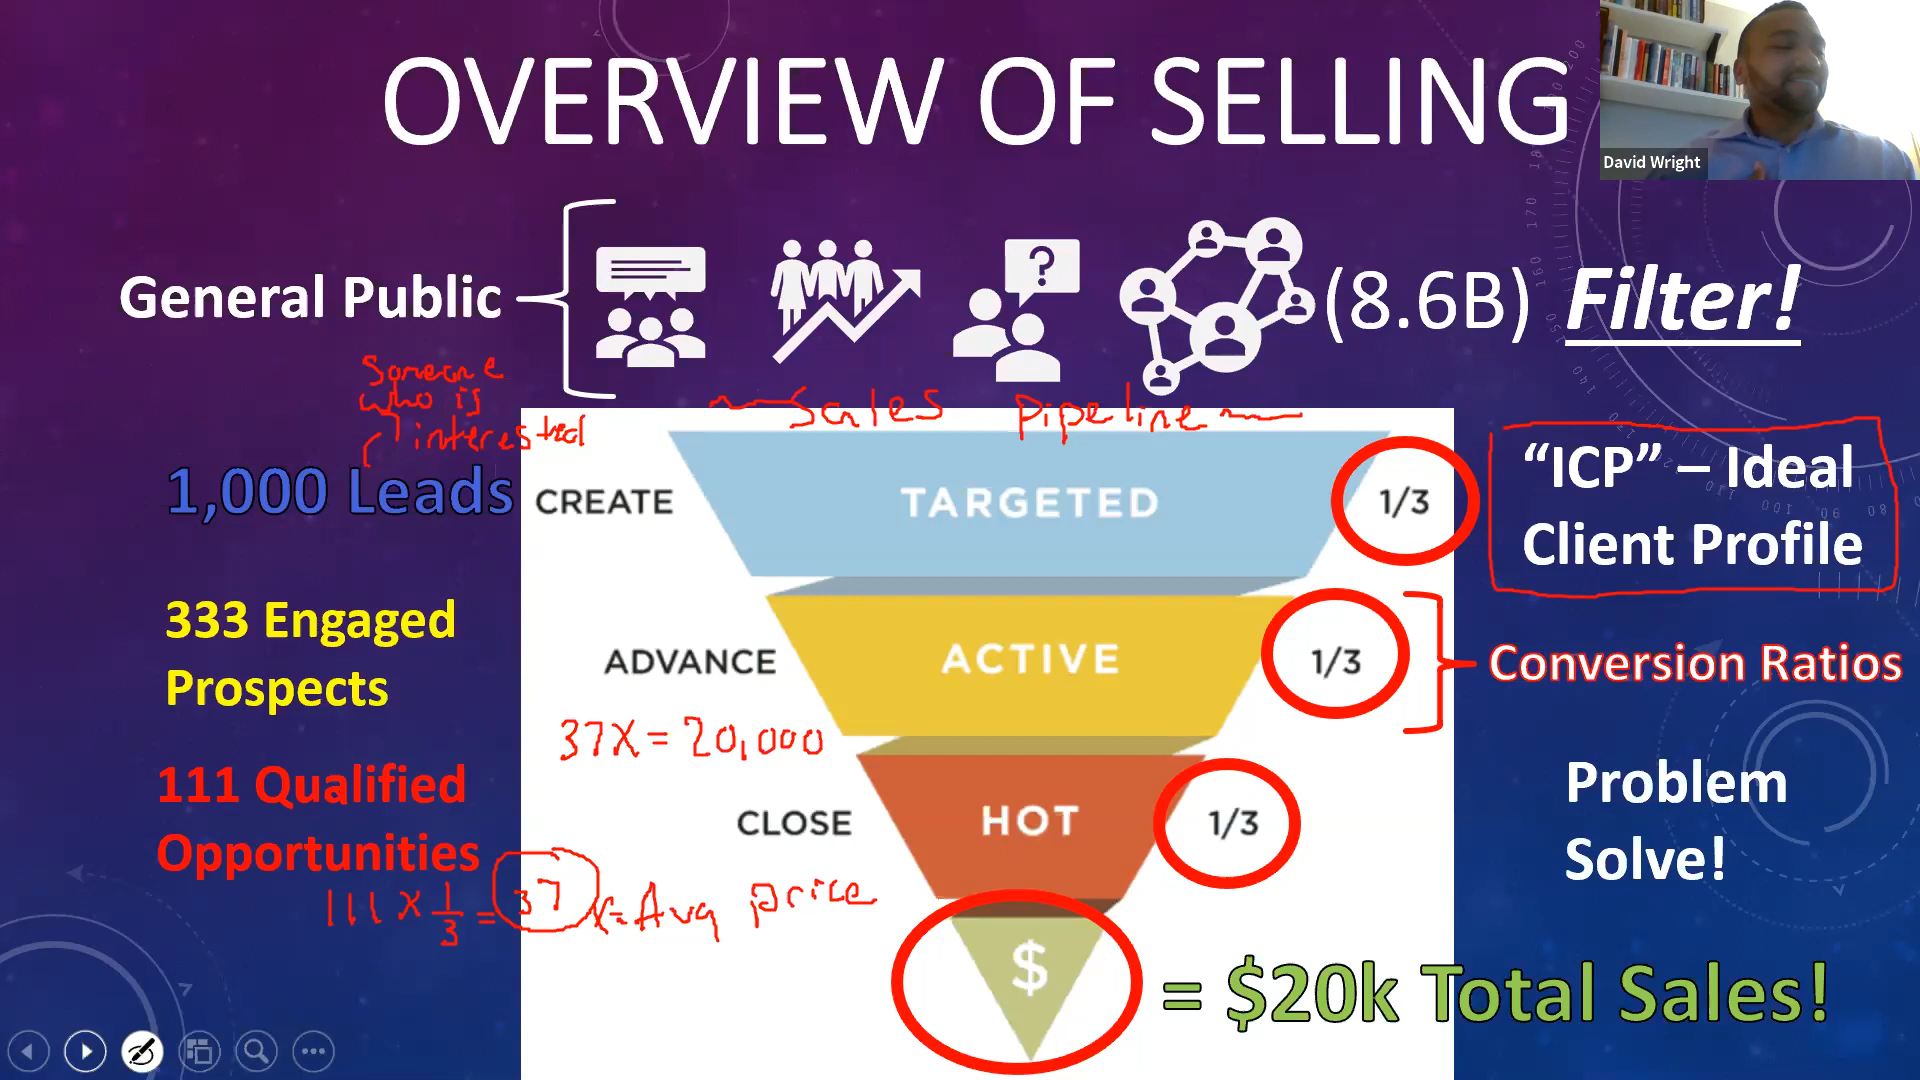 OVERVIEW OF SELLING
David Wright
General Public
?
(8.6B) Filter!
Someone
who is
interested
Sales Pipeline
1,000 Leads
CREATE
TARGETED
1/3
"ICP" – Ideal
Client Profile
333 Engaged
Prospects
ADVANCE
ACTIVE
1/3
Conversion Ratios
37X = 20,000
111 Qualified
Opportunities
CLOSE
HOT
1/3
Problem
Solve!
111 x 1/3 = 37 x = Avg price
$
= $20k Total Sales!